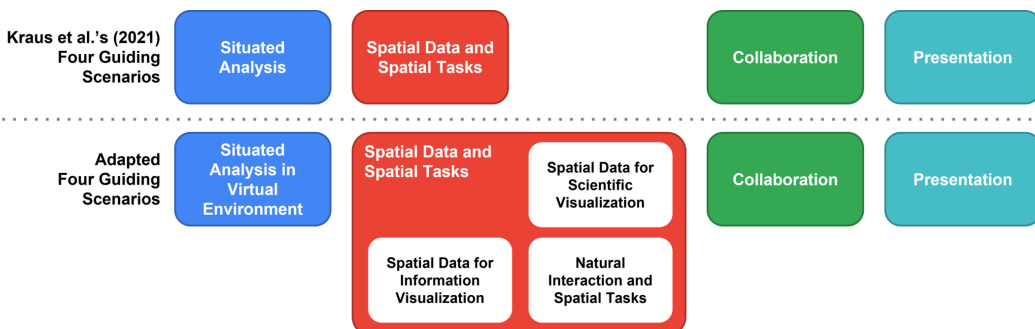 Kraus et al.'s (2021)
Four Guiding
Scenarios
Situated
Analysis
Spatial Data and
Spatial Tasks
Collaboration
Presentation
Adapted
Four Guiding
Scenarios
Situated
Analysis in
Virtual
Environment
Spatial Data and
Spatial Tasks
Spatial Data for
Scientific
Visualization
Spatial Data for
Information
Visualization
Natural
Interaction and
Spatial Tasks
Collaboration
Presentation